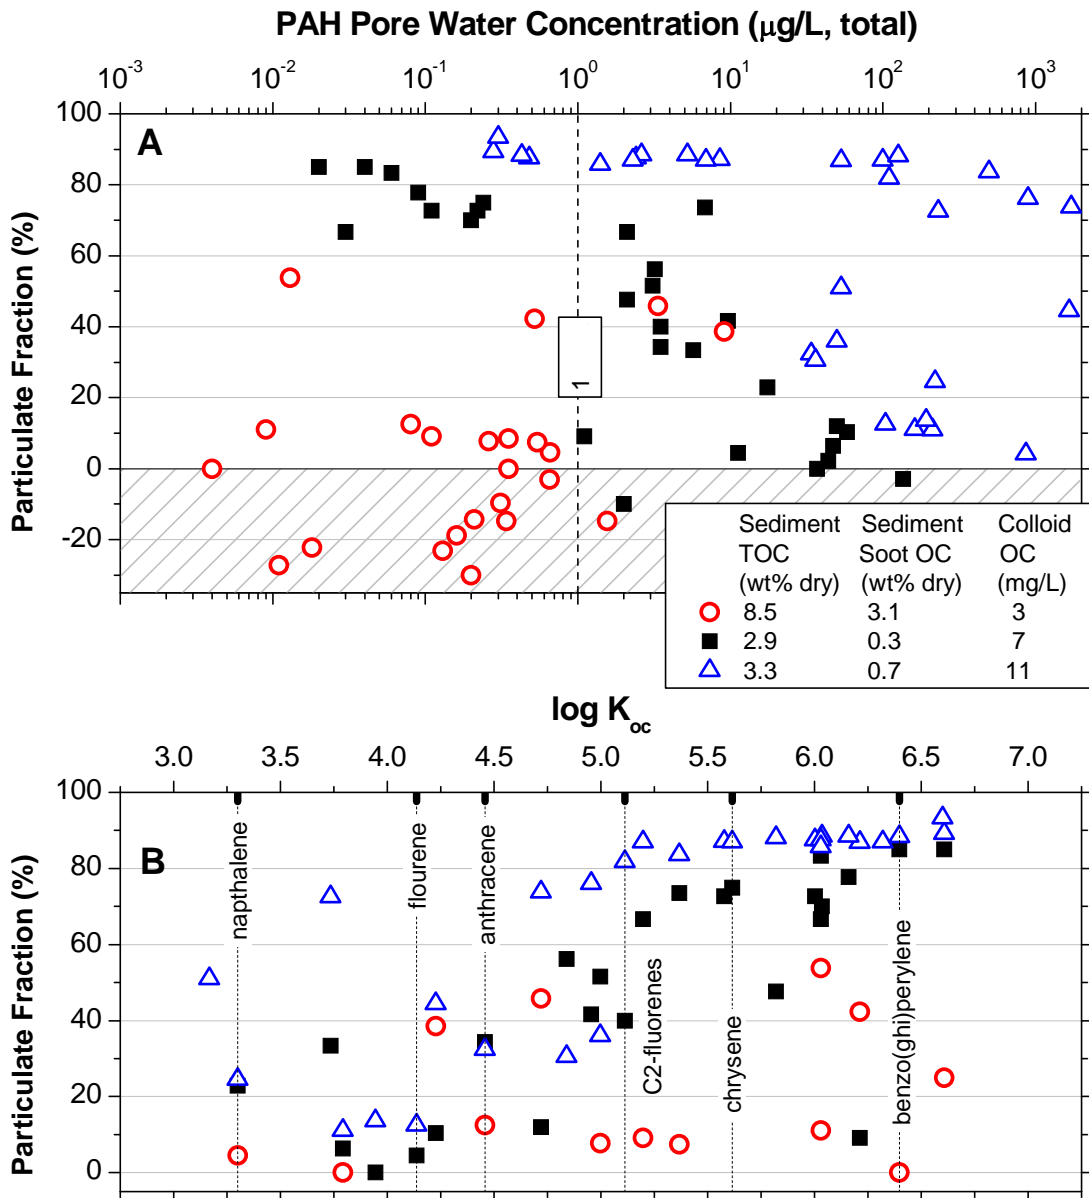 PAH Pore Water Concentration (μg/L, total)
10⁻³ 10⁻² 10⁻¹ 10⁰ 10¹ 10² 10³
A
Particulate Fraction (%)
100
80
60
40
20
0
-20
1
Sediment Sediment Colloid
TOC Soot OC OC
(wt% dry) (wt% dry) (mg/L)
8.5 3.1 3
2.9 0.3 7
3.3 0.7 11
log K_oc
3.0 3.5 4.0 4.5 5.0 5.5 6.0 6.5 7.0
B
Particulate Fraction (%)
100
80
60
40
20
0
napthalene
flourene
anthracene
C2-fluorenes
chrysene
benzo(ghi)perylene